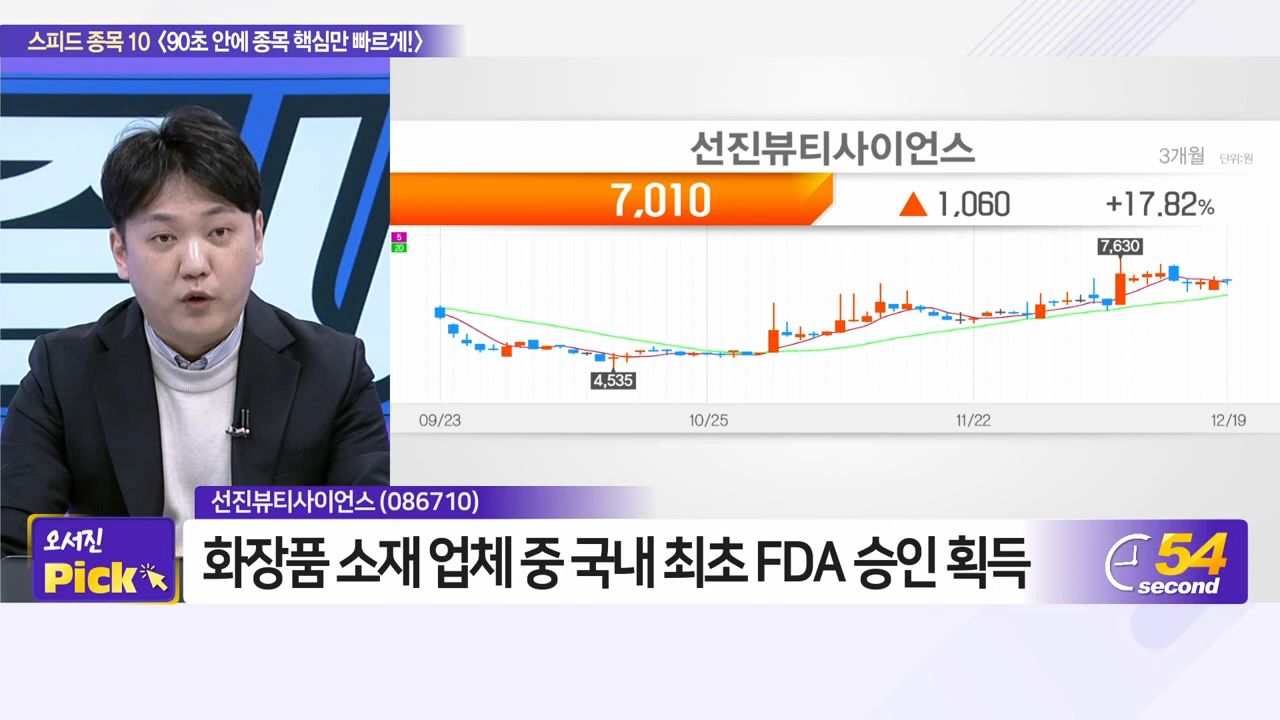 스피드 종목 10 〈90초 안에 종목 핵심만 빠르게!〉
선진뷰티사이언스
3개월 단위:원
7,010 ▲ 1,060 +17.82%
5
20
7,630
4,535
09/23 10/25 11/22 12/19
선진뷰티사이언스 (086710)
오서진
Pick
화장품 소재 업체 중 국내 최초 FDA 승인 획득
54
second